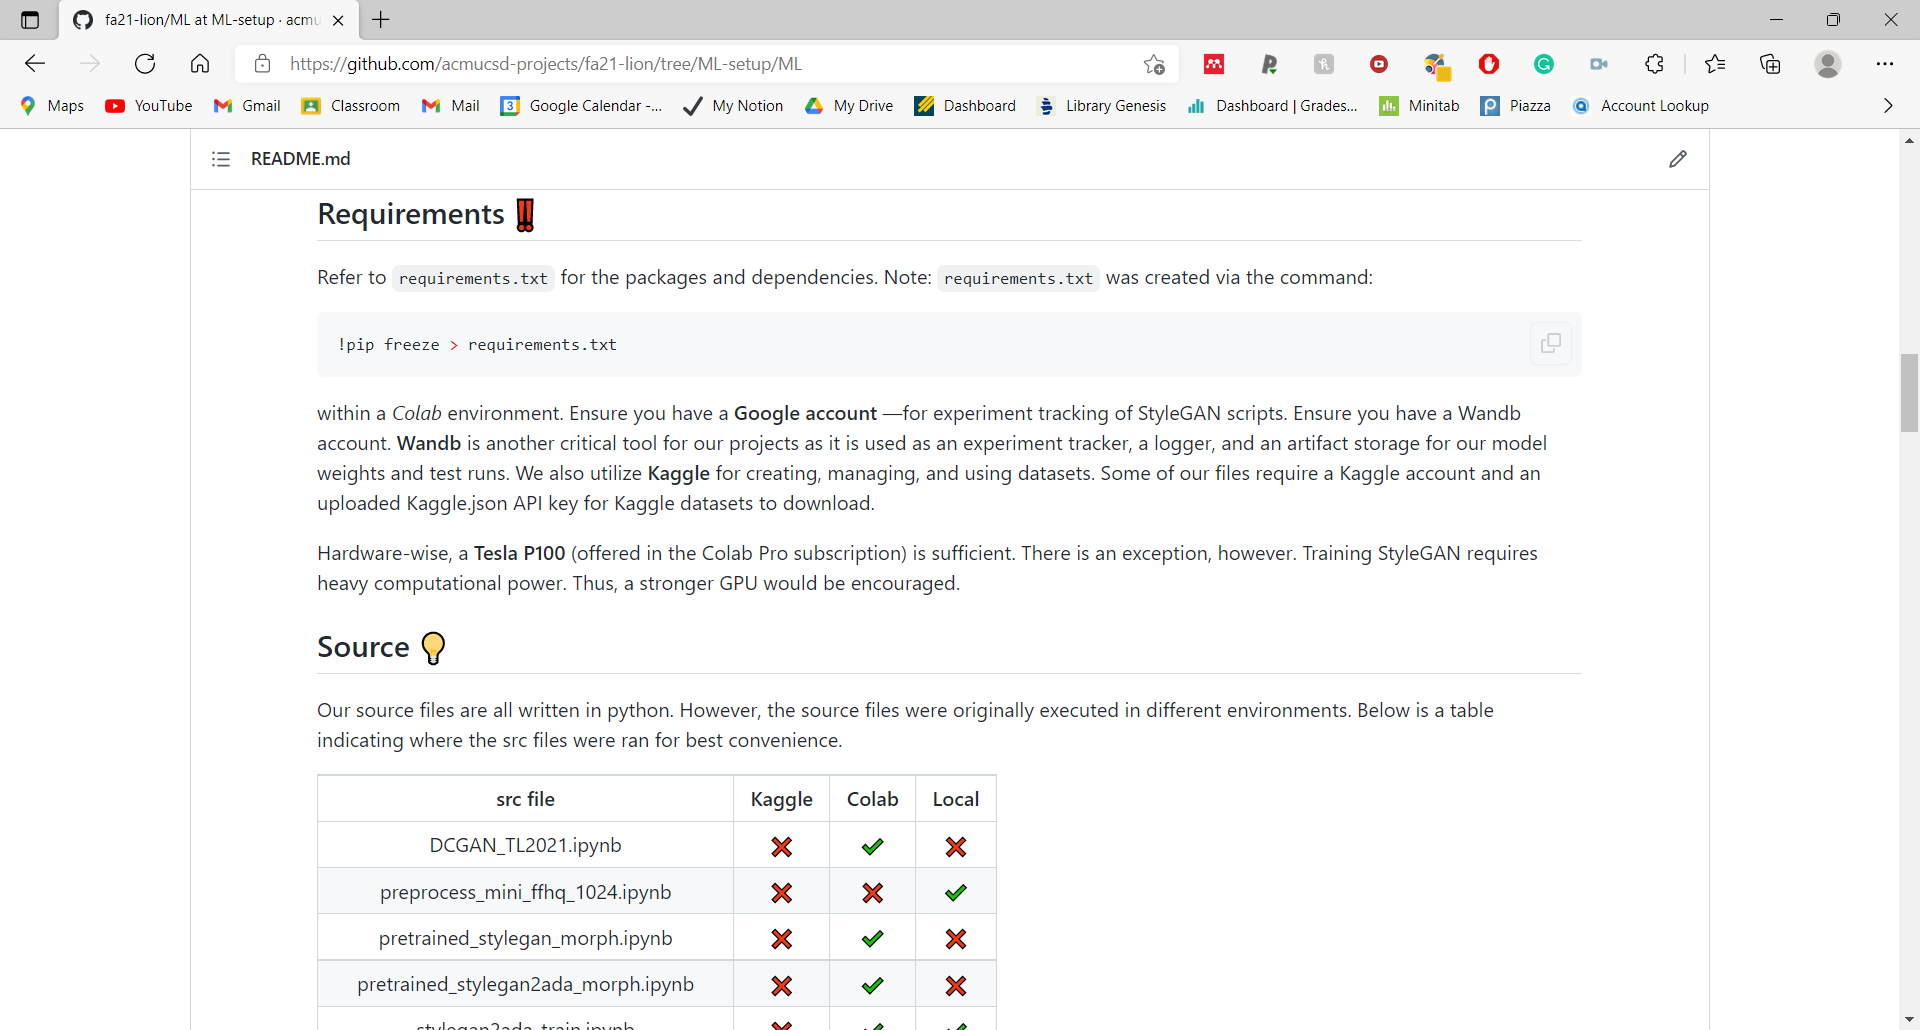 fa21-lion/ML at ML-setup · acmu
https://github.com/acmucsd-projects/fa21-lion/tree/ML-setup/ML
Maps YouTube Gmail Classroom Mail Google Calendar -... My Notion My Drive Dashboard Library Genesis Dashboard | Grades... Minitab Piazza Account Lookup
README.md
Requirements ‼
Refer to requirements.txt for the packages and dependencies. Note: requirements.txt was created via the command:
!pip freeze > requirements.txt
within a Colab environment. Ensure you have a Google account —for experiment tracking of StyleGAN scripts. Ensure you have a Wandb
account. Wandb is another critical tool for our projects as it is used as an experiment tracker, a logger, and an artifact storage for our model
weights and test runs. We also utilize Kaggle for creating, managing, and using datasets. Some of our files require a Kaggle account and an
uploaded Kaggle.json API key for Kaggle datasets to download.
Hardware-wise, a Tesla P100 (offered in the Colab Pro subscription) is sufficient. There is an exception, however. Training StyleGAN requires
heavy computational power. Thus, a stronger GPU would be encouraged.
Source 💡
Our source files are all written in python. However, the source files were originally executed in different environments. Below is a table
indicating where the src files were ran for best convenience.
src file Kaggle Colab Local
DCGAN_TL2021.ipynb ❌ ✔ ❌
preprocess_mini_ffhq_1024.ipynb ❌ ❌ ✔
pretrained_stylegan_morph.ipynb ❌ ✔ ❌
pretrained_stylegan2ada_morph.ipynb ❌ ✔ ❌
stylegan2ada_train.ipynb ❌ ✔ ✔